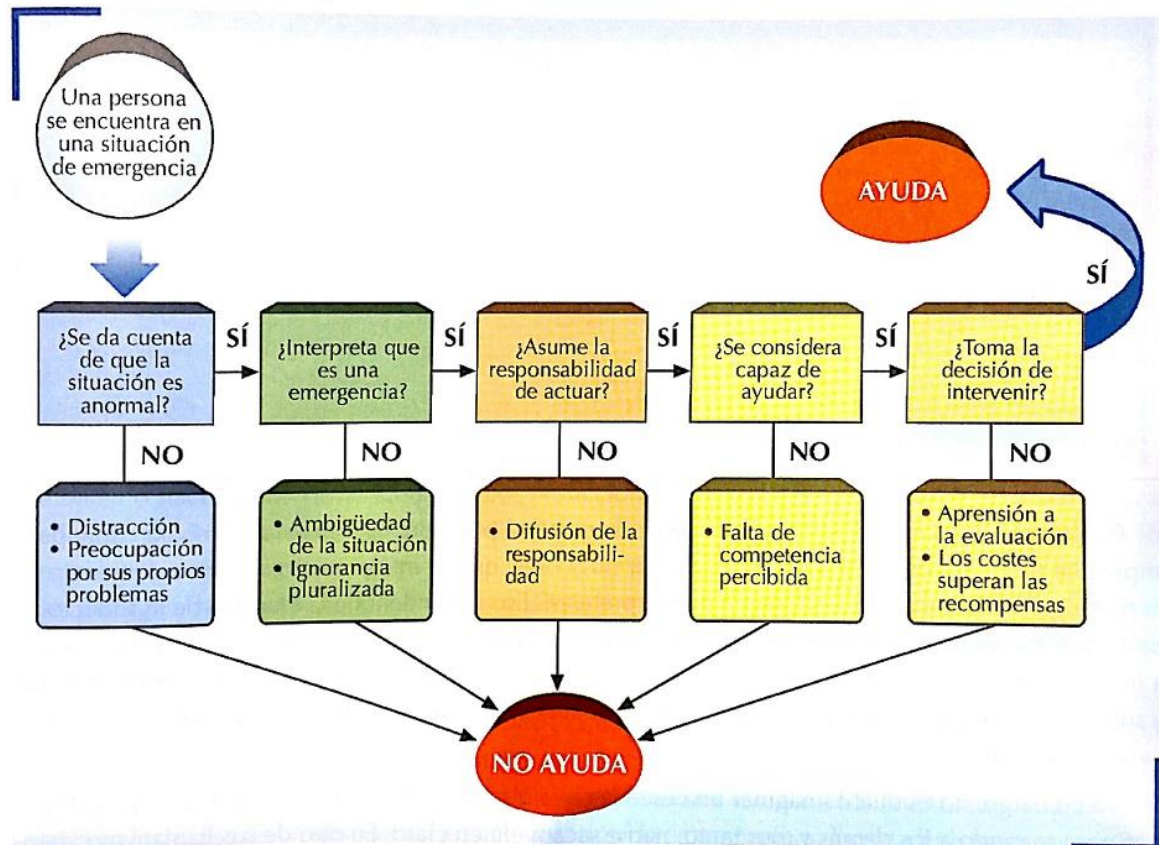 Una persona
se encuentra en
una situación
de emergencia
AYUDA
SÍ
¿Se da cuenta
de que la
situación es
anormal?
SÍ
¿Interpreta que
es una
emergencia?
SÍ
¿Asume la
responsabilidad
de actuar?
SÍ
¿Se considera
capaz de
ayudar?
SÍ
¿Toma la
decisión de
intervenir?
NO
NO
NO
NO
NO
• Distracción
• Preocupación
por sus propios
problemas
• Ambigüedad
de la situación
• Ignorancia
pluralizada
• Difusión de la
responsabili-
dad
• Falta de
competencia
percibida
• Aprensión a
la evaluación
• Los costes
superan las
recompensas
NO AYUDA